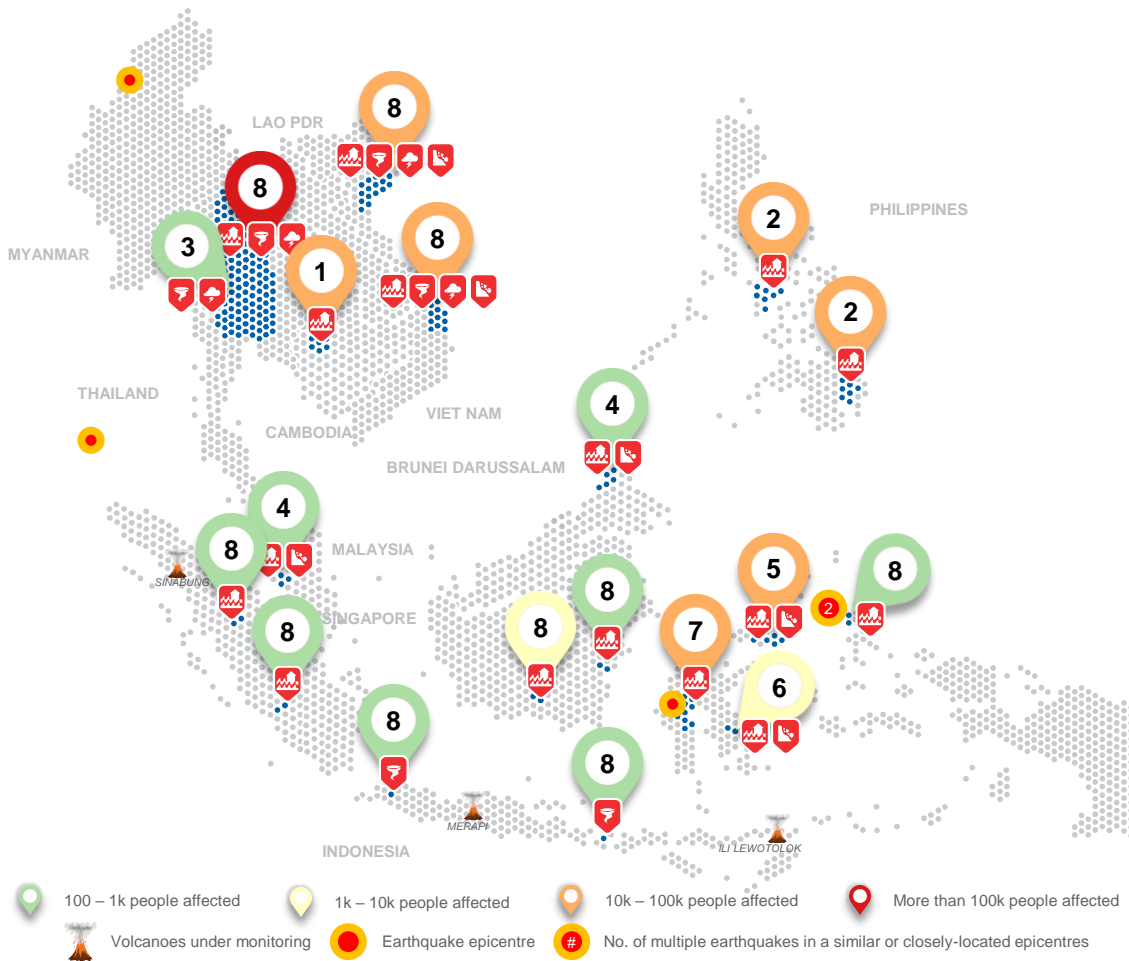 8
LAO PDR
8
2
PHILIPPINES
3
8
MYANMAR
1
2
THAILAND
4
VIET NAM
CAMBODIA
BRUNEI DARUSSALAM
4
8
MALAYSIA
SINABUNG
5
8
8
2
SINGAPORE
8
8
7
6
8
8
MERAPI
ILI LEWOTOLOK
INDONESIA
100 – 1k people affected
1k – 10k people affected
10k – 100k people affected
More than 100k people affected
Volcanoes under monitoring
Earthquake epicentre
# No. of multiple earthquakes in a similar or closely-located epicentres